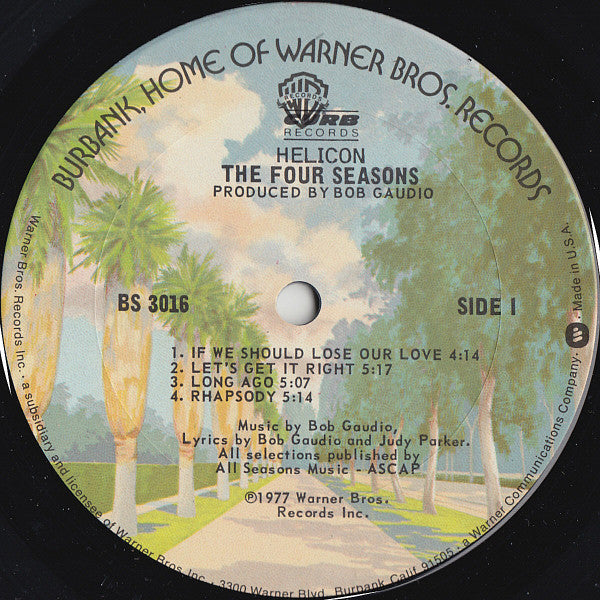 BURBANK, HOME OF WARNER BROS. RECORDS
RECORDS
CURB
RECORDS
HELICON
THE FOUR SEASONS
PRODUCED BY BOB GAUDIO
BS 3016
SIDE 1
1. IF WE SHOULD LOSE OUR LOVE 4:14
2. LET'S GET IT RIGHT 5:17
3. LONG AGO 5:07
4. RHAPSODY 5:14
Music by Bob Gaudio,
Lyrics by Bob Gaudio and Judy Parker.
All selections published by
All Seasons Music - ASCAP
℗1977 Warner Bros.
Records Inc.
Warner Bros. Records Inc. · a subsidiary and licensee of Warner Bros. Inc. · 3300 Warner Blvd., Burbank, Calif. 91505 · a Warner Communications Company · Made in U.S.A.